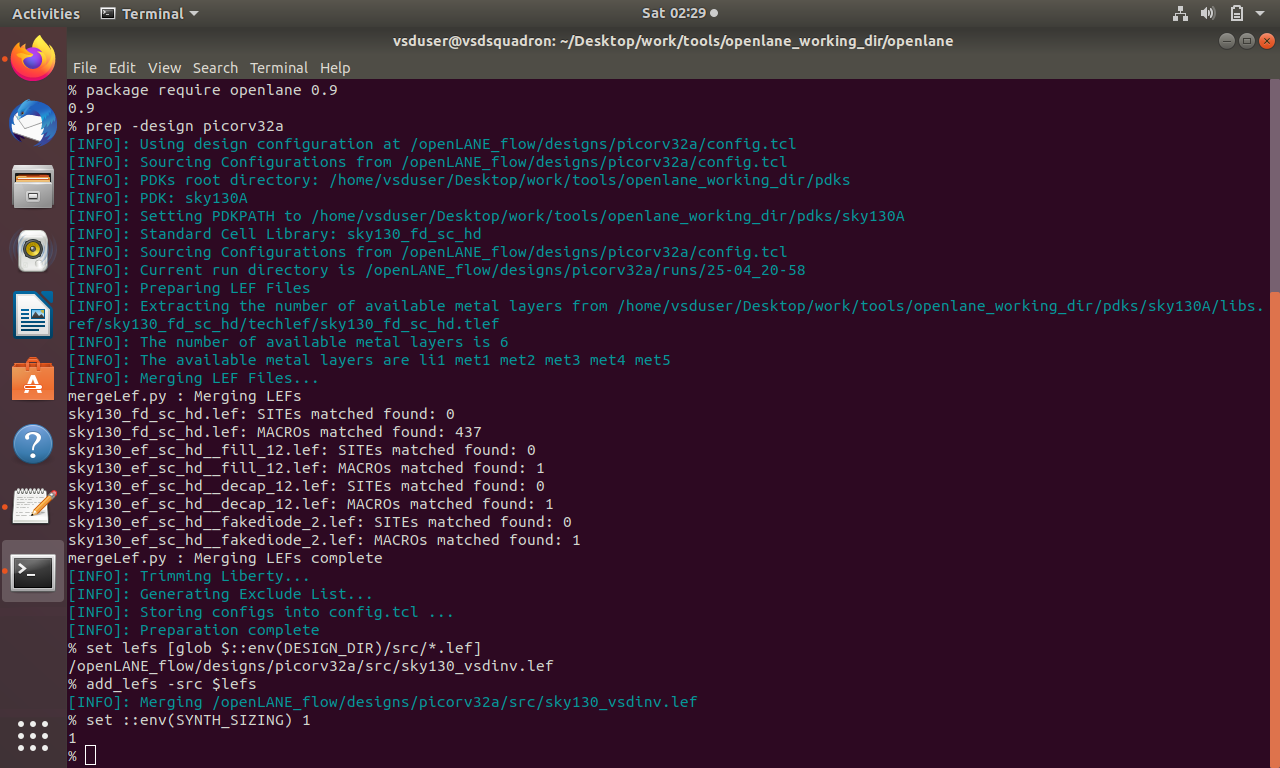 Activities Terminal Sat 02:29
vsduser@vsdsquadron: ~/Desktop/work/tools/openlane_working_dir/openlane
File Edit View Search Terminal Help
% package require openlane 0.9
0.9
% prep -design picorv32a
[INFO]: Using design configuration at /openLANE_flow/designs/picorv32a/config.tcl
[INFO]: Sourcing Configurations from /openLANE_flow/designs/picorv32a/config.tcl
[INFO]: PDKs root directory: /home/vsduser/Desktop/work/tools/openlane_working_dir/pdks
[INFO]: PDK: sky130A
[INFO]: Setting PDKPATH to /home/vsduser/Desktop/work/tools/openlane_working_dir/pdks/sky130A
[INFO]: Standard Cell Library: sky130_fd_sc_hd
[INFO]: Sourcing Configurations from /openLANE_flow/designs/picorv32a/config.tcl
[INFO]: Current run directory is /openLANE_flow/designs/picorv32a/runs/25-04_20-58
[INFO]: Preparing LEF Files
[INFO]: Extracting the number of available metal layers from /home/vsduser/Desktop/work/tools/openlane_working_dir/pdks/sky130A/libs.
ref/sky130_fd_sc_hd/techlef/sky130_fd_sc_hd.tlef
[INFO]: The number of available metal layers is 6
[INFO]: The available metal layers are li1 met1 met2 met3 met4 met5
[INFO]: Merging LEF Files...
mergeLef.py : Merging LEFs
sky130_fd_sc_hd.lef: SITEs matched found: 0
sky130_fd_sc_hd.lef: MACROs matched found: 437
sky130_ef_sc_hd__fill_12.lef: SITEs matched found: 0
sky130_ef_sc_hd__fill_12.lef: MACROs matched found: 1
sky130_ef_sc_hd__decap_12.lef: SITEs matched found: 0
sky130_ef_sc_hd__decap_12.lef: MACROs matched found: 1
sky130_ef_sc_hd__fakediode_2.lef: SITEs matched found: 0
sky130_ef_sc_hd__fakediode_2.lef: MACROs matched found: 1
mergeLef.py : Merging LEFs complete
[INFO]: Trimming Liberty...
[INFO]: Generating Exclude List...
[INFO]: Storing configs into config.tcl ...
[INFO]: Preparation complete
% set lefs [glob $::env(DESIGN_DIR)/src/*.lef]
/openLANE_flow/designs/picorv32a/src/sky130_vsdinv.lef
% add_lefs -src $lefs
[INFO]: Merging /openLANE_flow/designs/picorv32a/src/sky130_vsdinv.lef
% set ::env(SYNTH_SIZING) 1
1
%